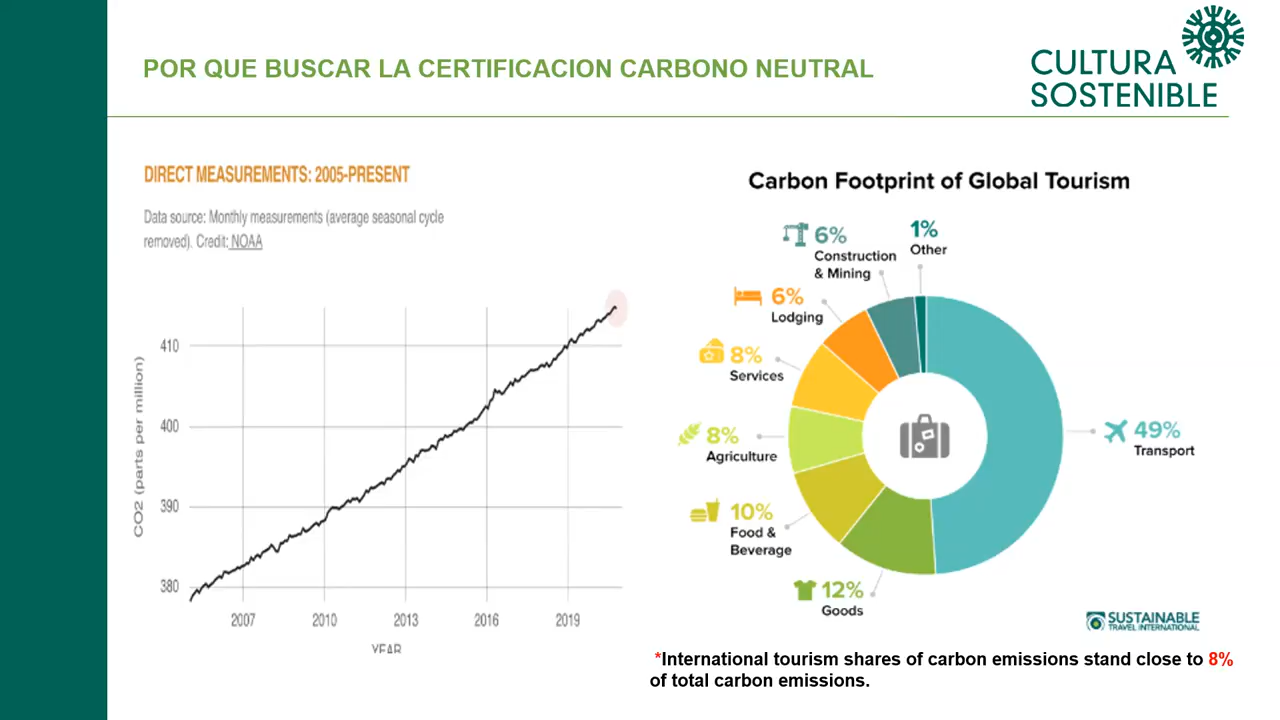 POR QUE BUSCAR LA CERTIFICACION CARBONO NEUTRAL
CULTURA
SOSTENIBLE
DIRECT MEASUREMENTS: 2005-PRESENT
Data source: Monthly measurements (average seasonal cycle
removed). Credit: NOAA
CO2 (parts per million)
410
400
390
380
2007
2010
2013
2016
2019
YEAR
Carbon Footprint of Global Tourism
1%
Other
6%
Construction
& Mining
6%
Lodging
8%
Services
8%
Agriculture
10%
Food &
Beverage
12%
Goods
49%
Transport
SUSTAINABLE
TRAVEL INTERNATIONAL
*International tourism shares of carbon emissions stand close to 8%
of total carbon emissions.